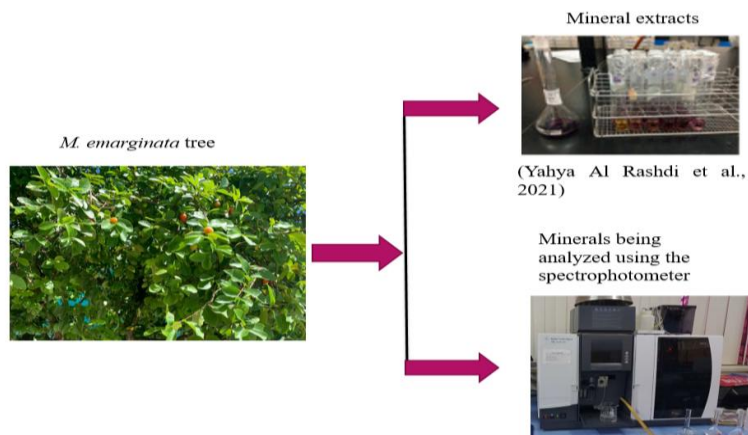 Mineral extracts
M. emarginata tree
(Yahya Al Rashdi et al.,
2021)
Minerals being
analyzed using the
spectrophotometer